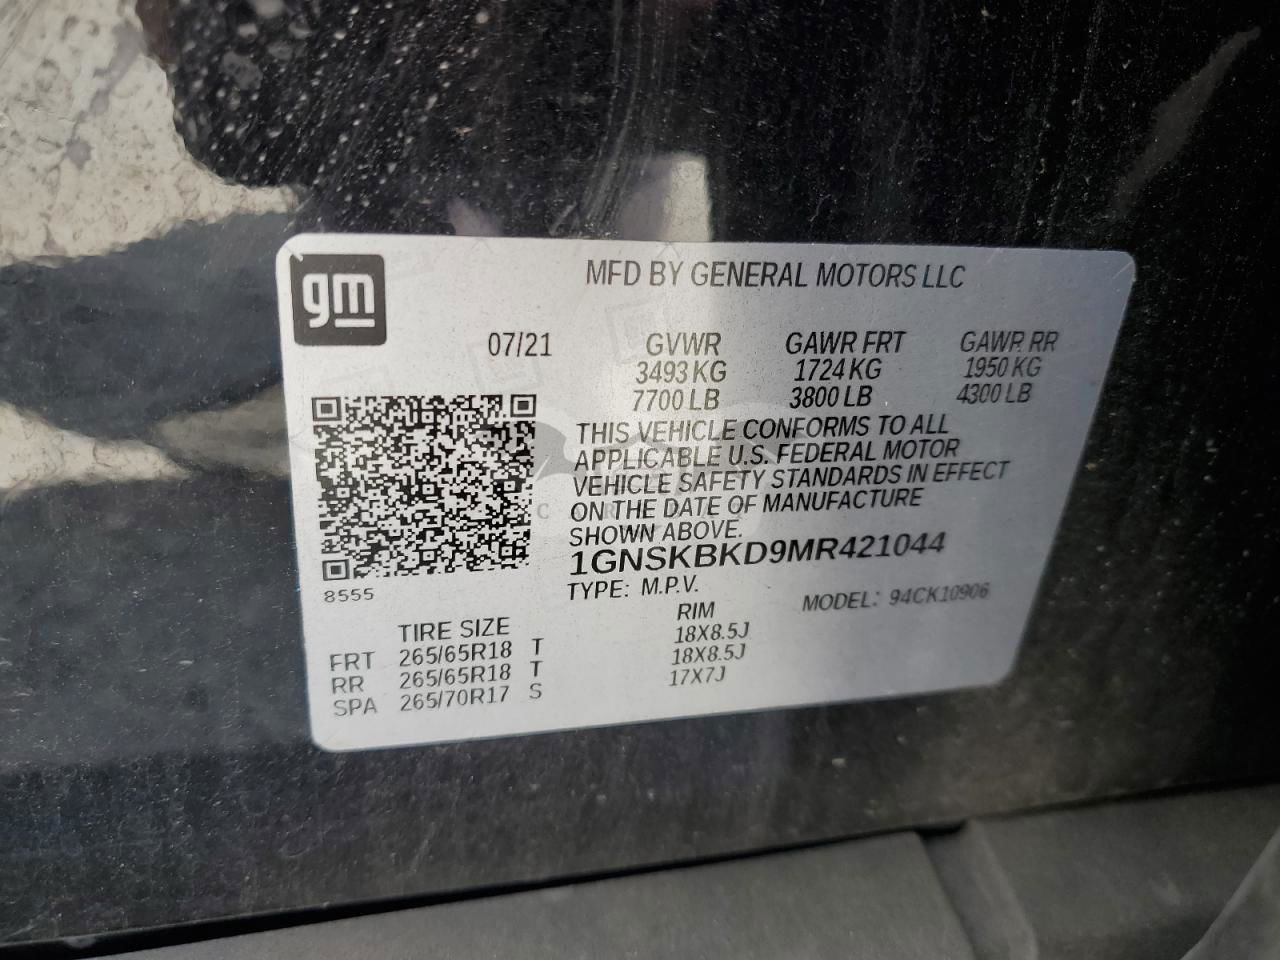 gm
MFD BY GENERAL MOTORS LLC
07/21 GVWR GAWR FRT GAWR RR
3493 KG 1724 KG 1950 KG
7700 LB 3800 LB 4300 LB
THIS VEHICLE CONFORMS TO ALL
APPLICABLE U.S. FEDERAL MOTOR
VEHICLE SAFETY STANDARDS IN EFFECT
ON THE DATE OF MANUFACTURE
SHOWN ABOVE.
1GNSKBKD9MR421044
8555
TYPE: M.P.V. MODEL: 94CK10906
TIRE SIZE RIM
FRT 265/65R18 T 18X8.5J
RR 265/65R18 T 18X8.5J
SPA 265/70R17 S 17X7J